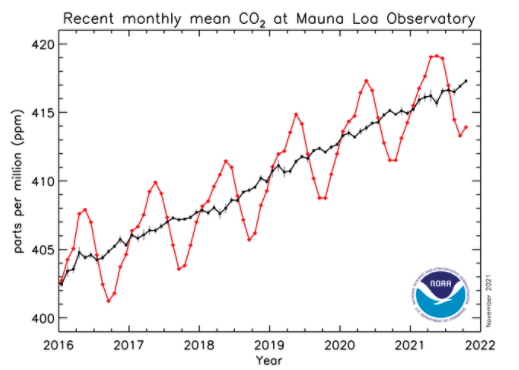 Recent monthly mean CO₂ at Mauna Loa Observatory
parts per million (ppm)
420
415
410
405
400
2016 2017 2018 2019 2020 2021 2022
Year
NOAA
November 2021